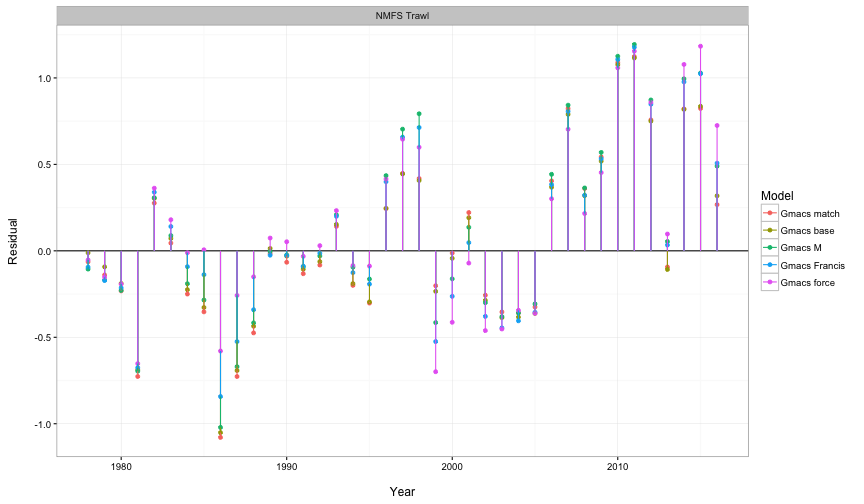 NMFS Trawl
1.0
0.5
0.0
-0.5
-1.0
Residual
1980 1990 2000 2010
Year
Model
Gmacs match
Gmacs base
Gmacs M
Gmacs Francis
Gmacs force